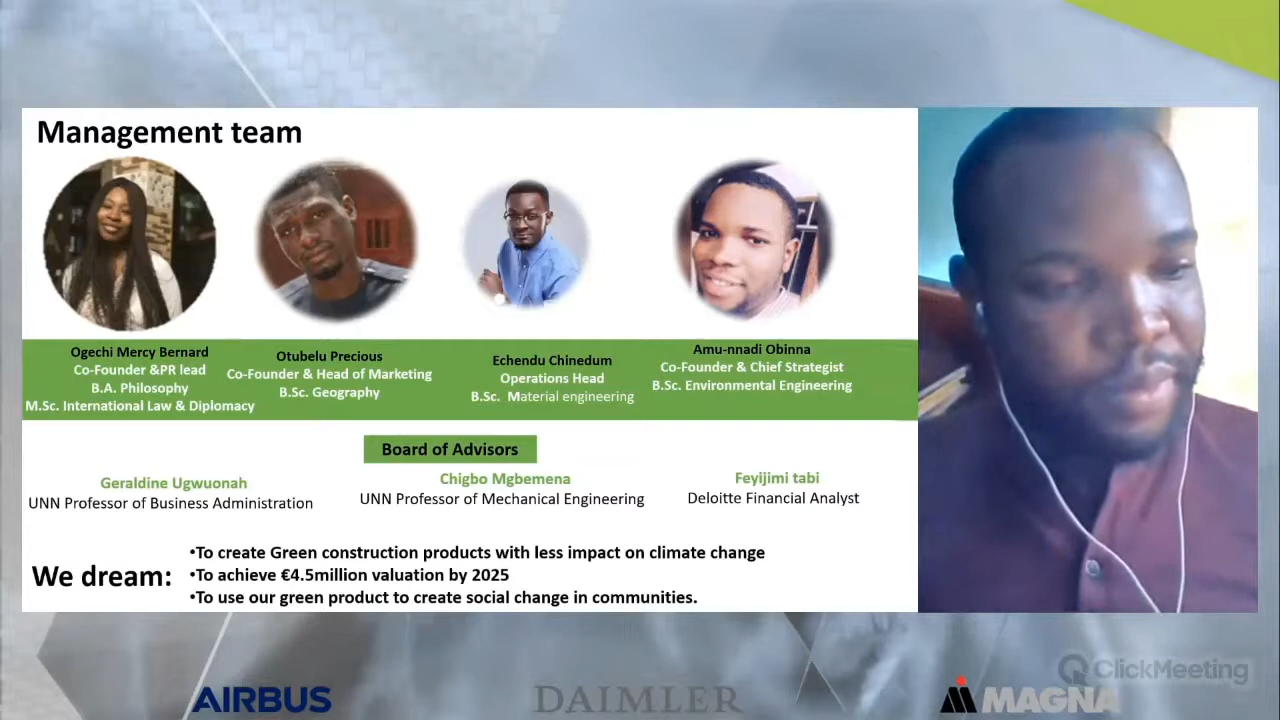 Management team
Ogechi Mercy Bernard
Co-Founder &PR lead
B.A. Philosophy
M.Sc. International Law & Diplomacy
Otubelu Precious
Co-Founder & Head of Marketing
B.Sc. Geography
Echendu Chinedum
Operations Head
B.Sc. Material engineering
Amu-nnadi Obinna
Co-Founder & Chief Strategist
B.Sc. Environmental Engineering
Board of Advisors
Geraldine Ugwuonah
UNN Professor of Business Administration
Chigbo Mgbemena
UNN Professor of Mechanical Engineering
Feyijimi tabi
Deloitte Financial Analyst
We dream:
•To create Green construction products with less impact on climate change
•To achieve €4.5million valuation by 2025
•To use our green product to create social change in communities.
ClickMeeting
AIRBUS
DAIMLER
MAGNA